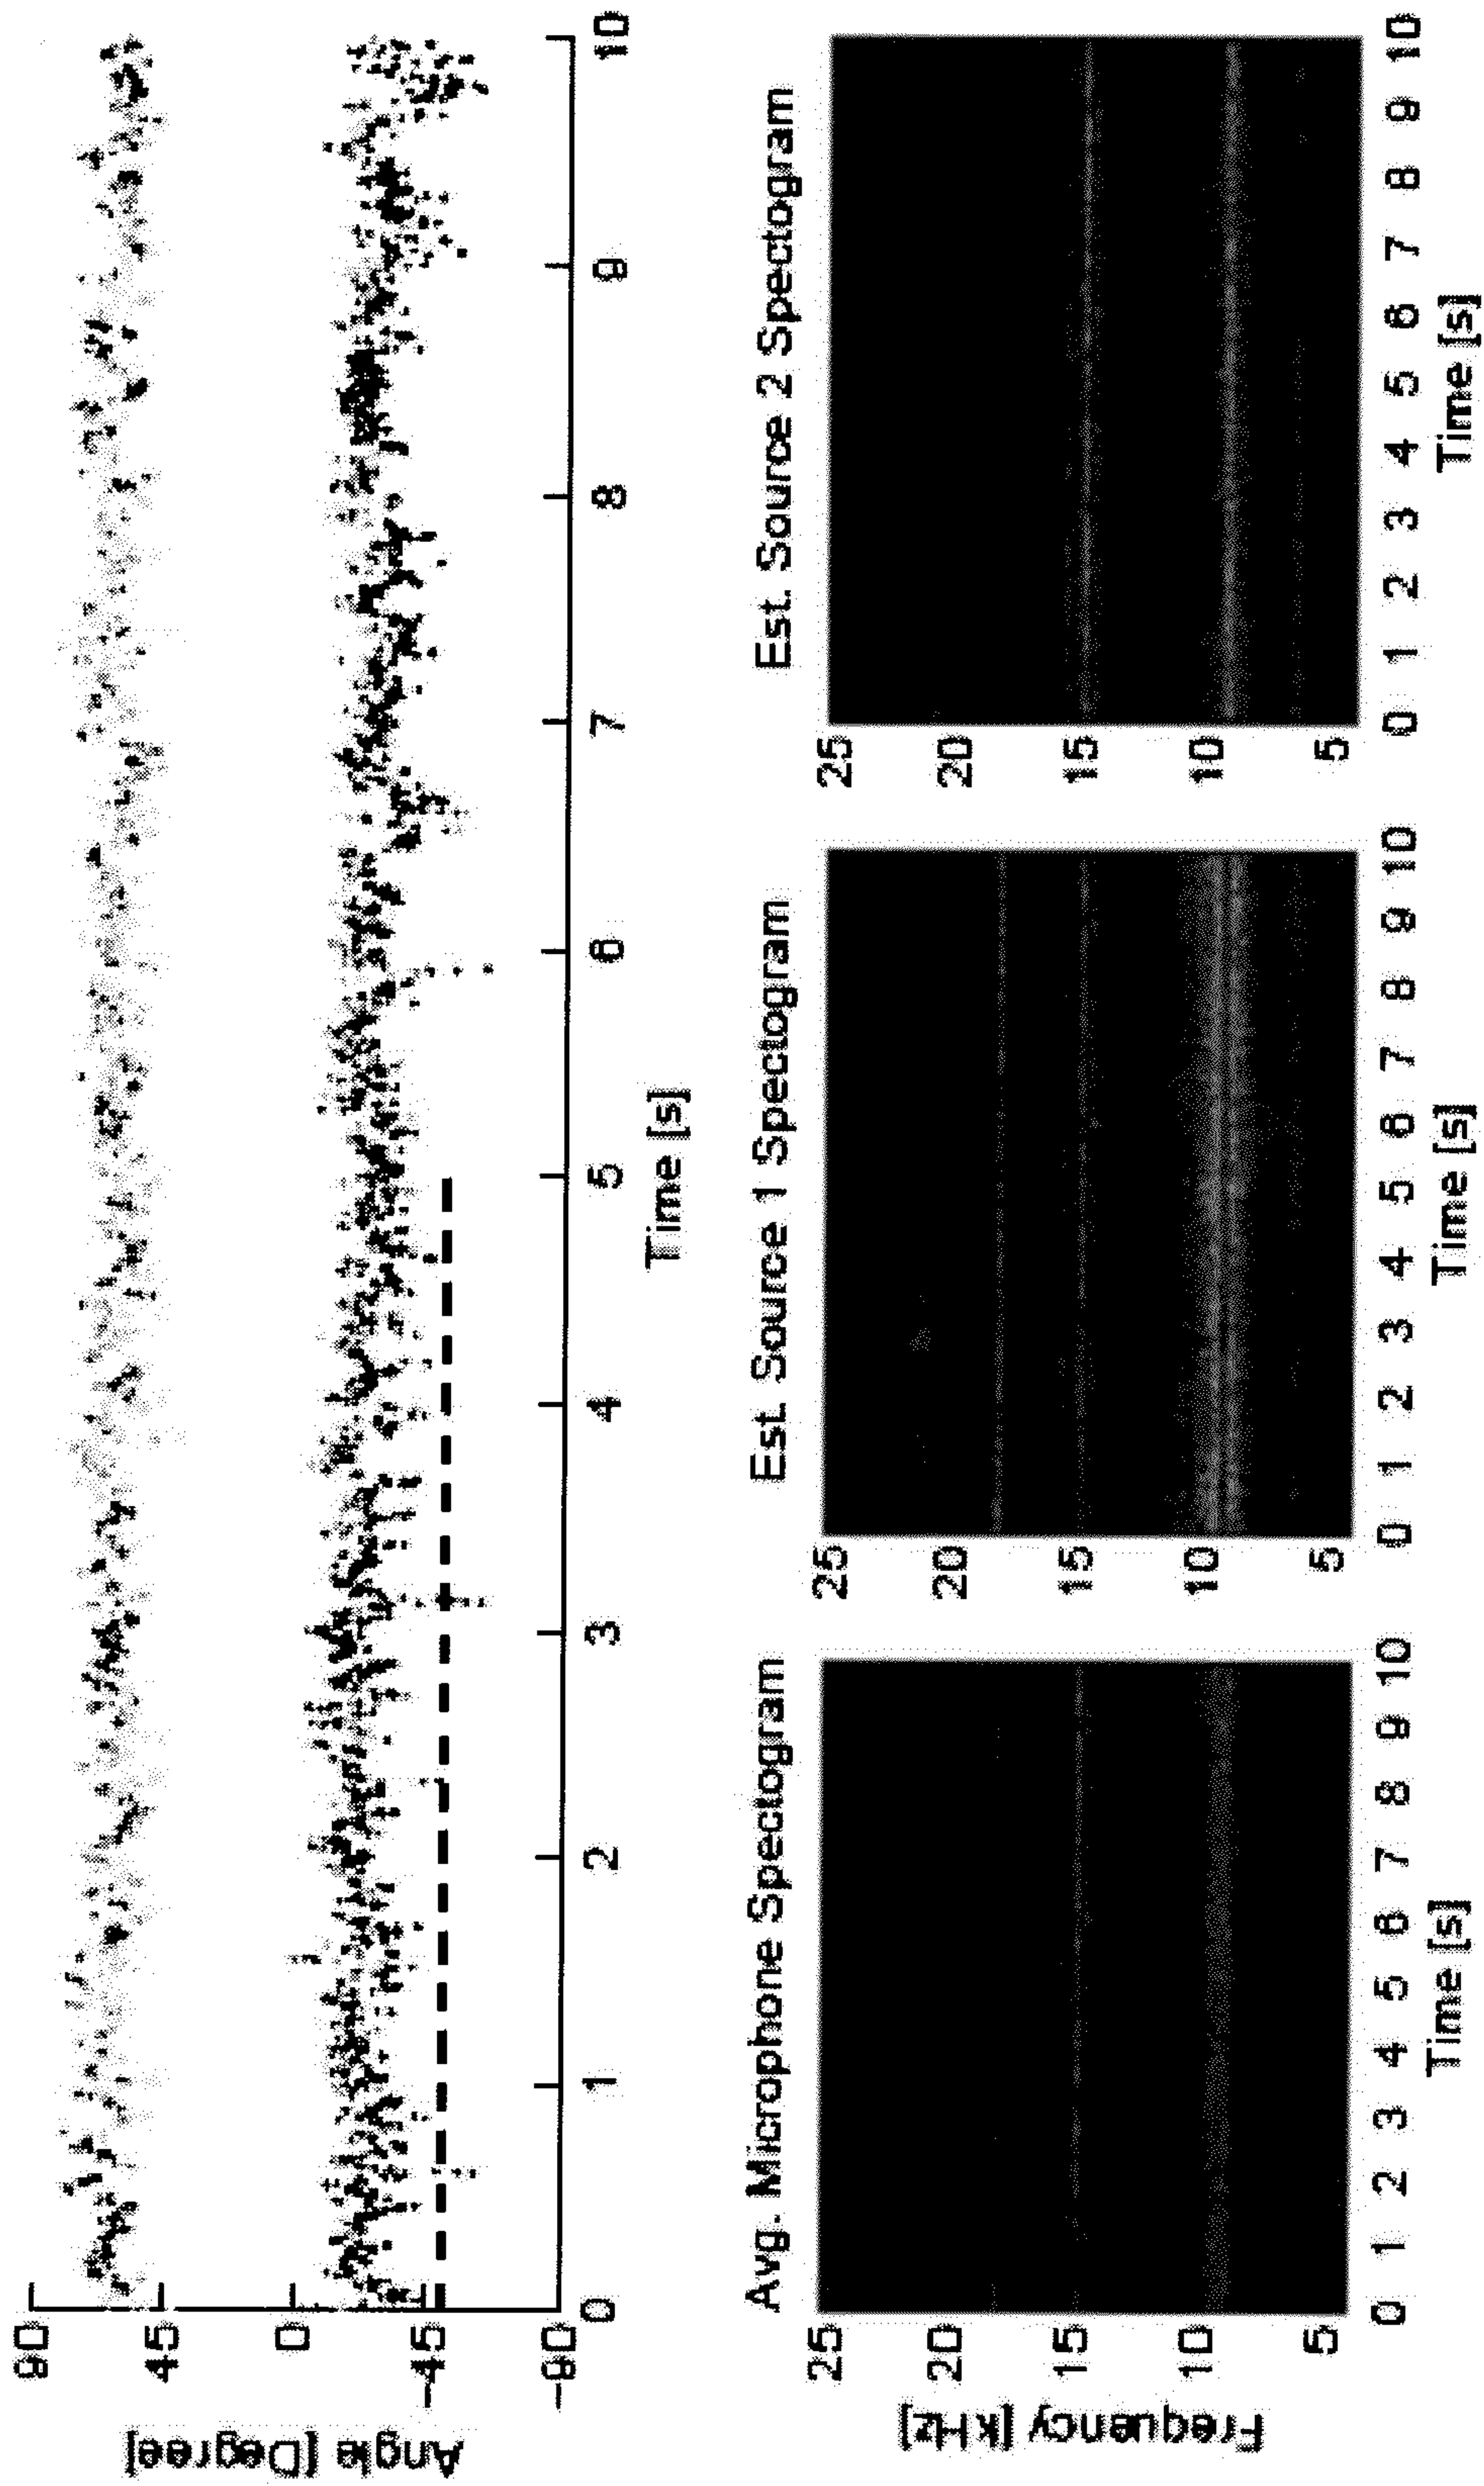 Angle [Degree]
90
45
0
-45
-90
0 1 2 3 4 5 6 7 8 9 10
Time [s]
Avg. Microphone Spectogram
Est. Source 1 Spectogram
Est. Source 2 Spectogram
Frequency [kHz]
25
20
15
10
5
0 1 2 3 4 5 6 7 8 9 10
Time [s]
25
20
15
10
5
0 1 2 3 4 5 6 7 8 9 10
Time [s]
25
20
15
10
5
0 1 2 3 4 5 6 7 8 9 10
Time [s]